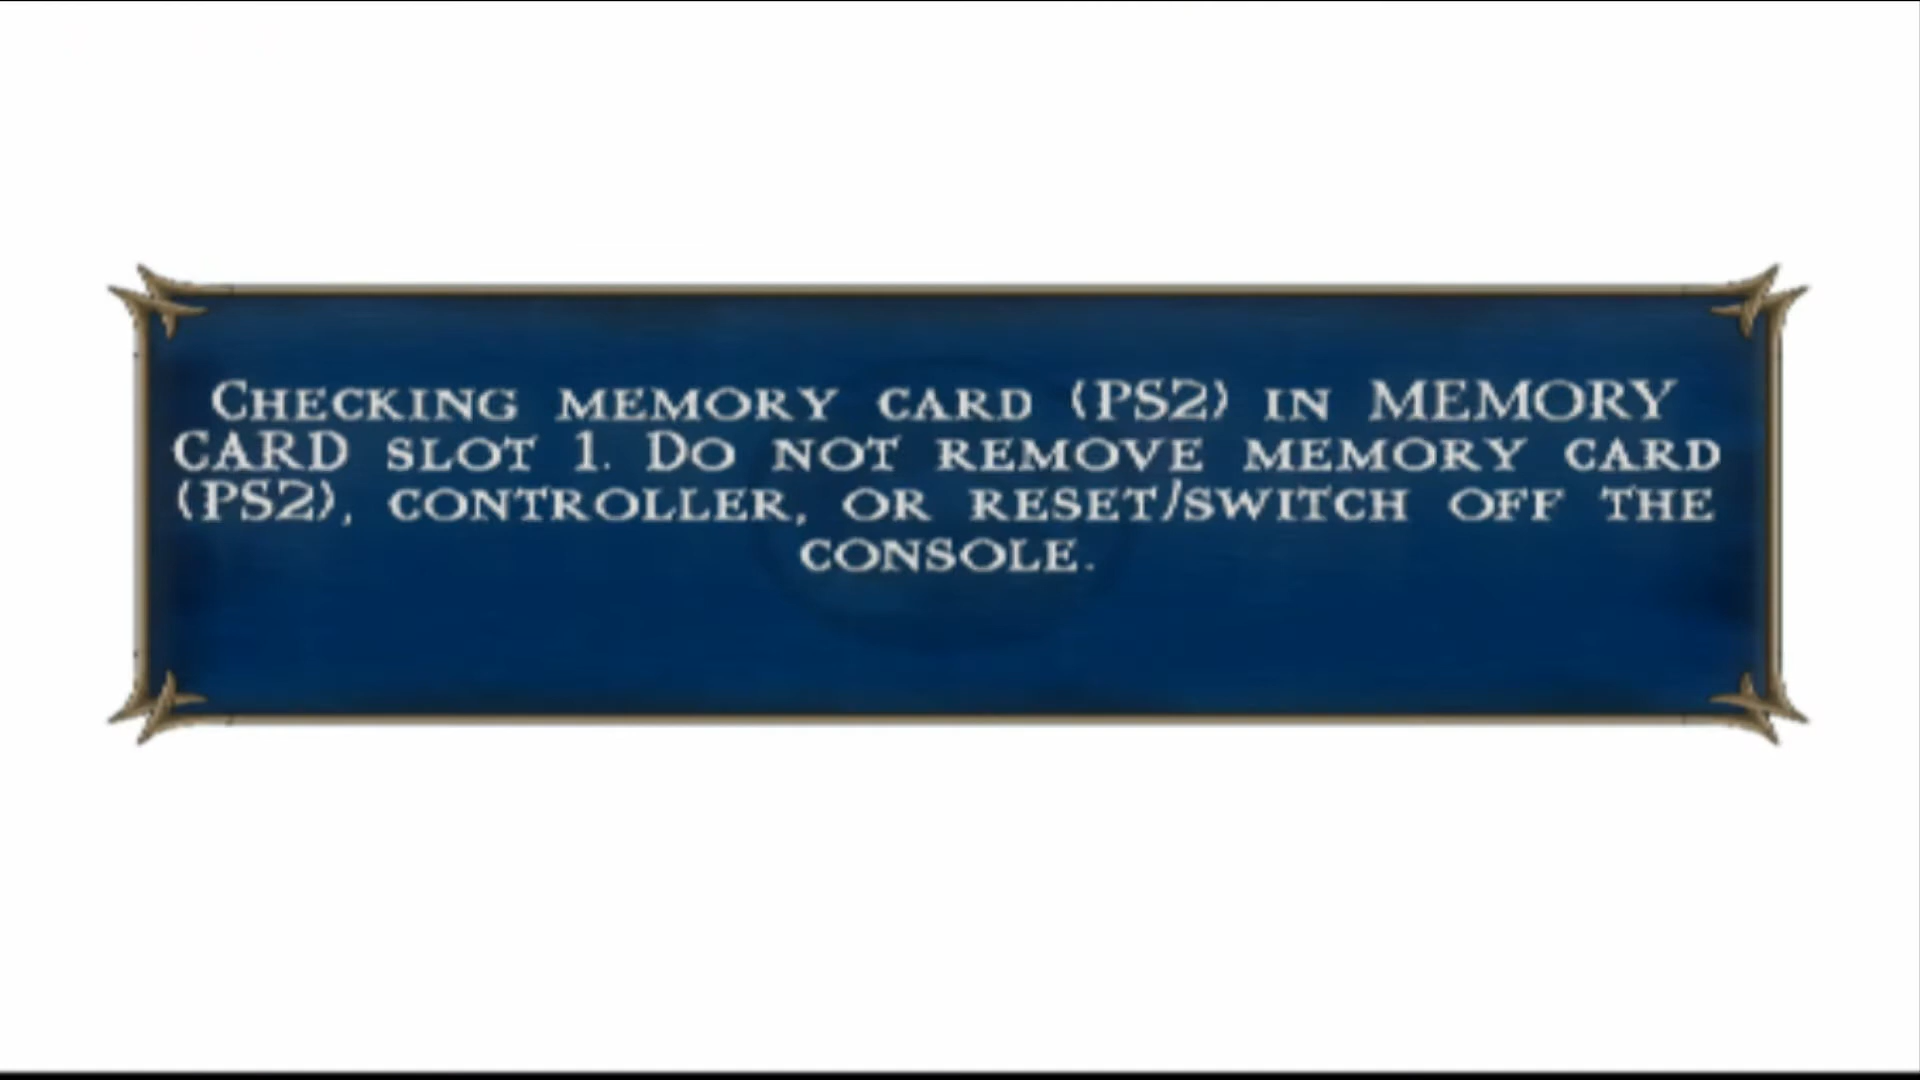 Checking memory card (PS2) in MEMORY
CARD slot 1. Do not remove memory card
(PS2), controller, or reset/switch off the
console.